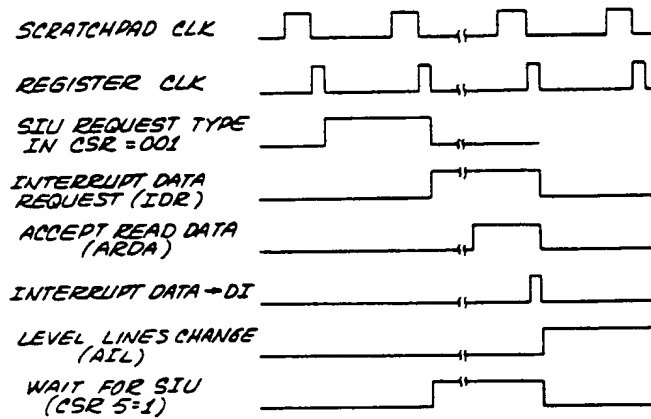 SCRATCHPAD CLK
REGISTER CLK
SIU REQUEST TYPE
IN CSR = 001
INTERRUPT DATA
REQUEST (IDR)
ACCEPT READ DATA
(ARDA)
INTERRUPT DATA → DI
LEVEL LINES CHANGE
(AIL)
WAIT FOR SIU
(CSR 5=1)